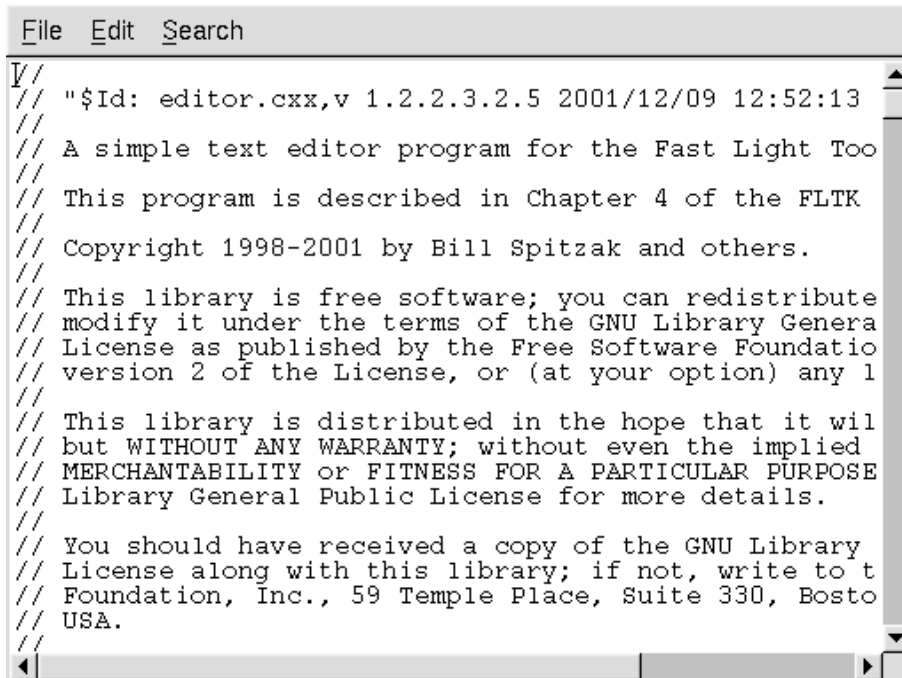 File Edit Search
//
// "$Id: editor.cxx,v 1.2.2.3.2.5 2001/12/09 12:52:13
//
// A simple text editor program for the Fast Light Too
//
// This program is described in Chapter 4 of the FLTK
//
// Copyright 1998-2001 by Bill Spitzak and others.
//
// This library is free software; you can redistribute
// modify it under the terms of the GNU Library Genera
// License as published by the Free Software Foundatio
// version 2 of the License, or (at your option) any l
//
// This library is distributed in the hope that it wil
// but WITHOUT ANY WARRANTY; without even the implied
// MERCHANTABILITY or FITNESS FOR A PARTICULAR PURPOSE
// Library General Public License for more details.
//
// You should have received a copy of the GNU Library
// License along with this library; if not, write to t
// Foundation, Inc., 59 Temple Place, Suite 330, Bosto
// USA.
//